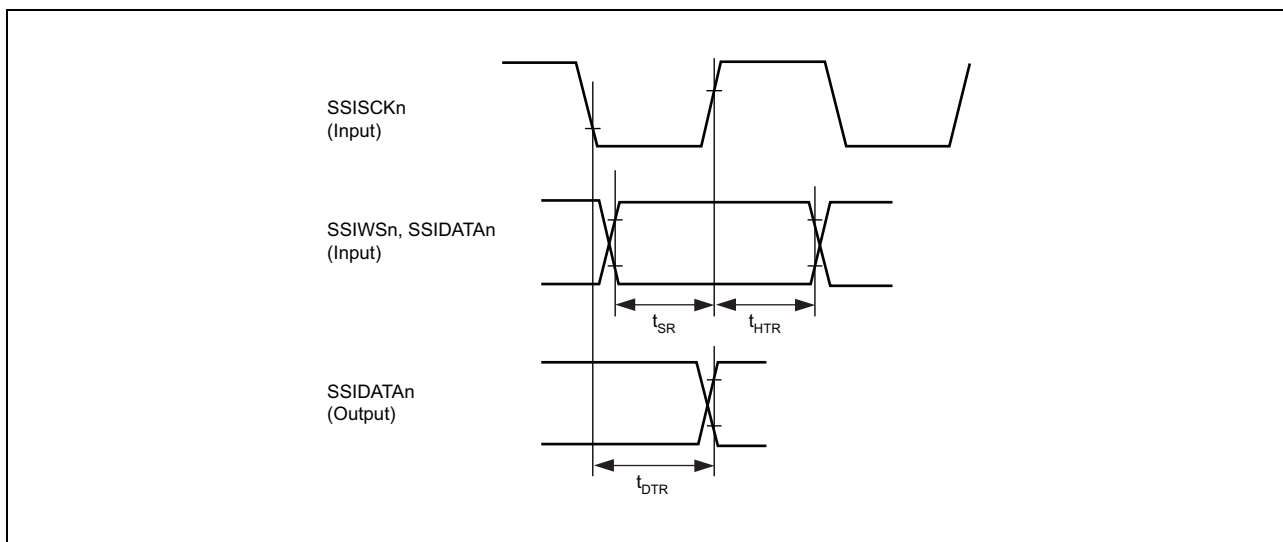 SSISCKn
(Input)
SSIWSn, SSIDATAn
(Input)
tSR
tHTR
SSIDATAn
(Output)
tDTR